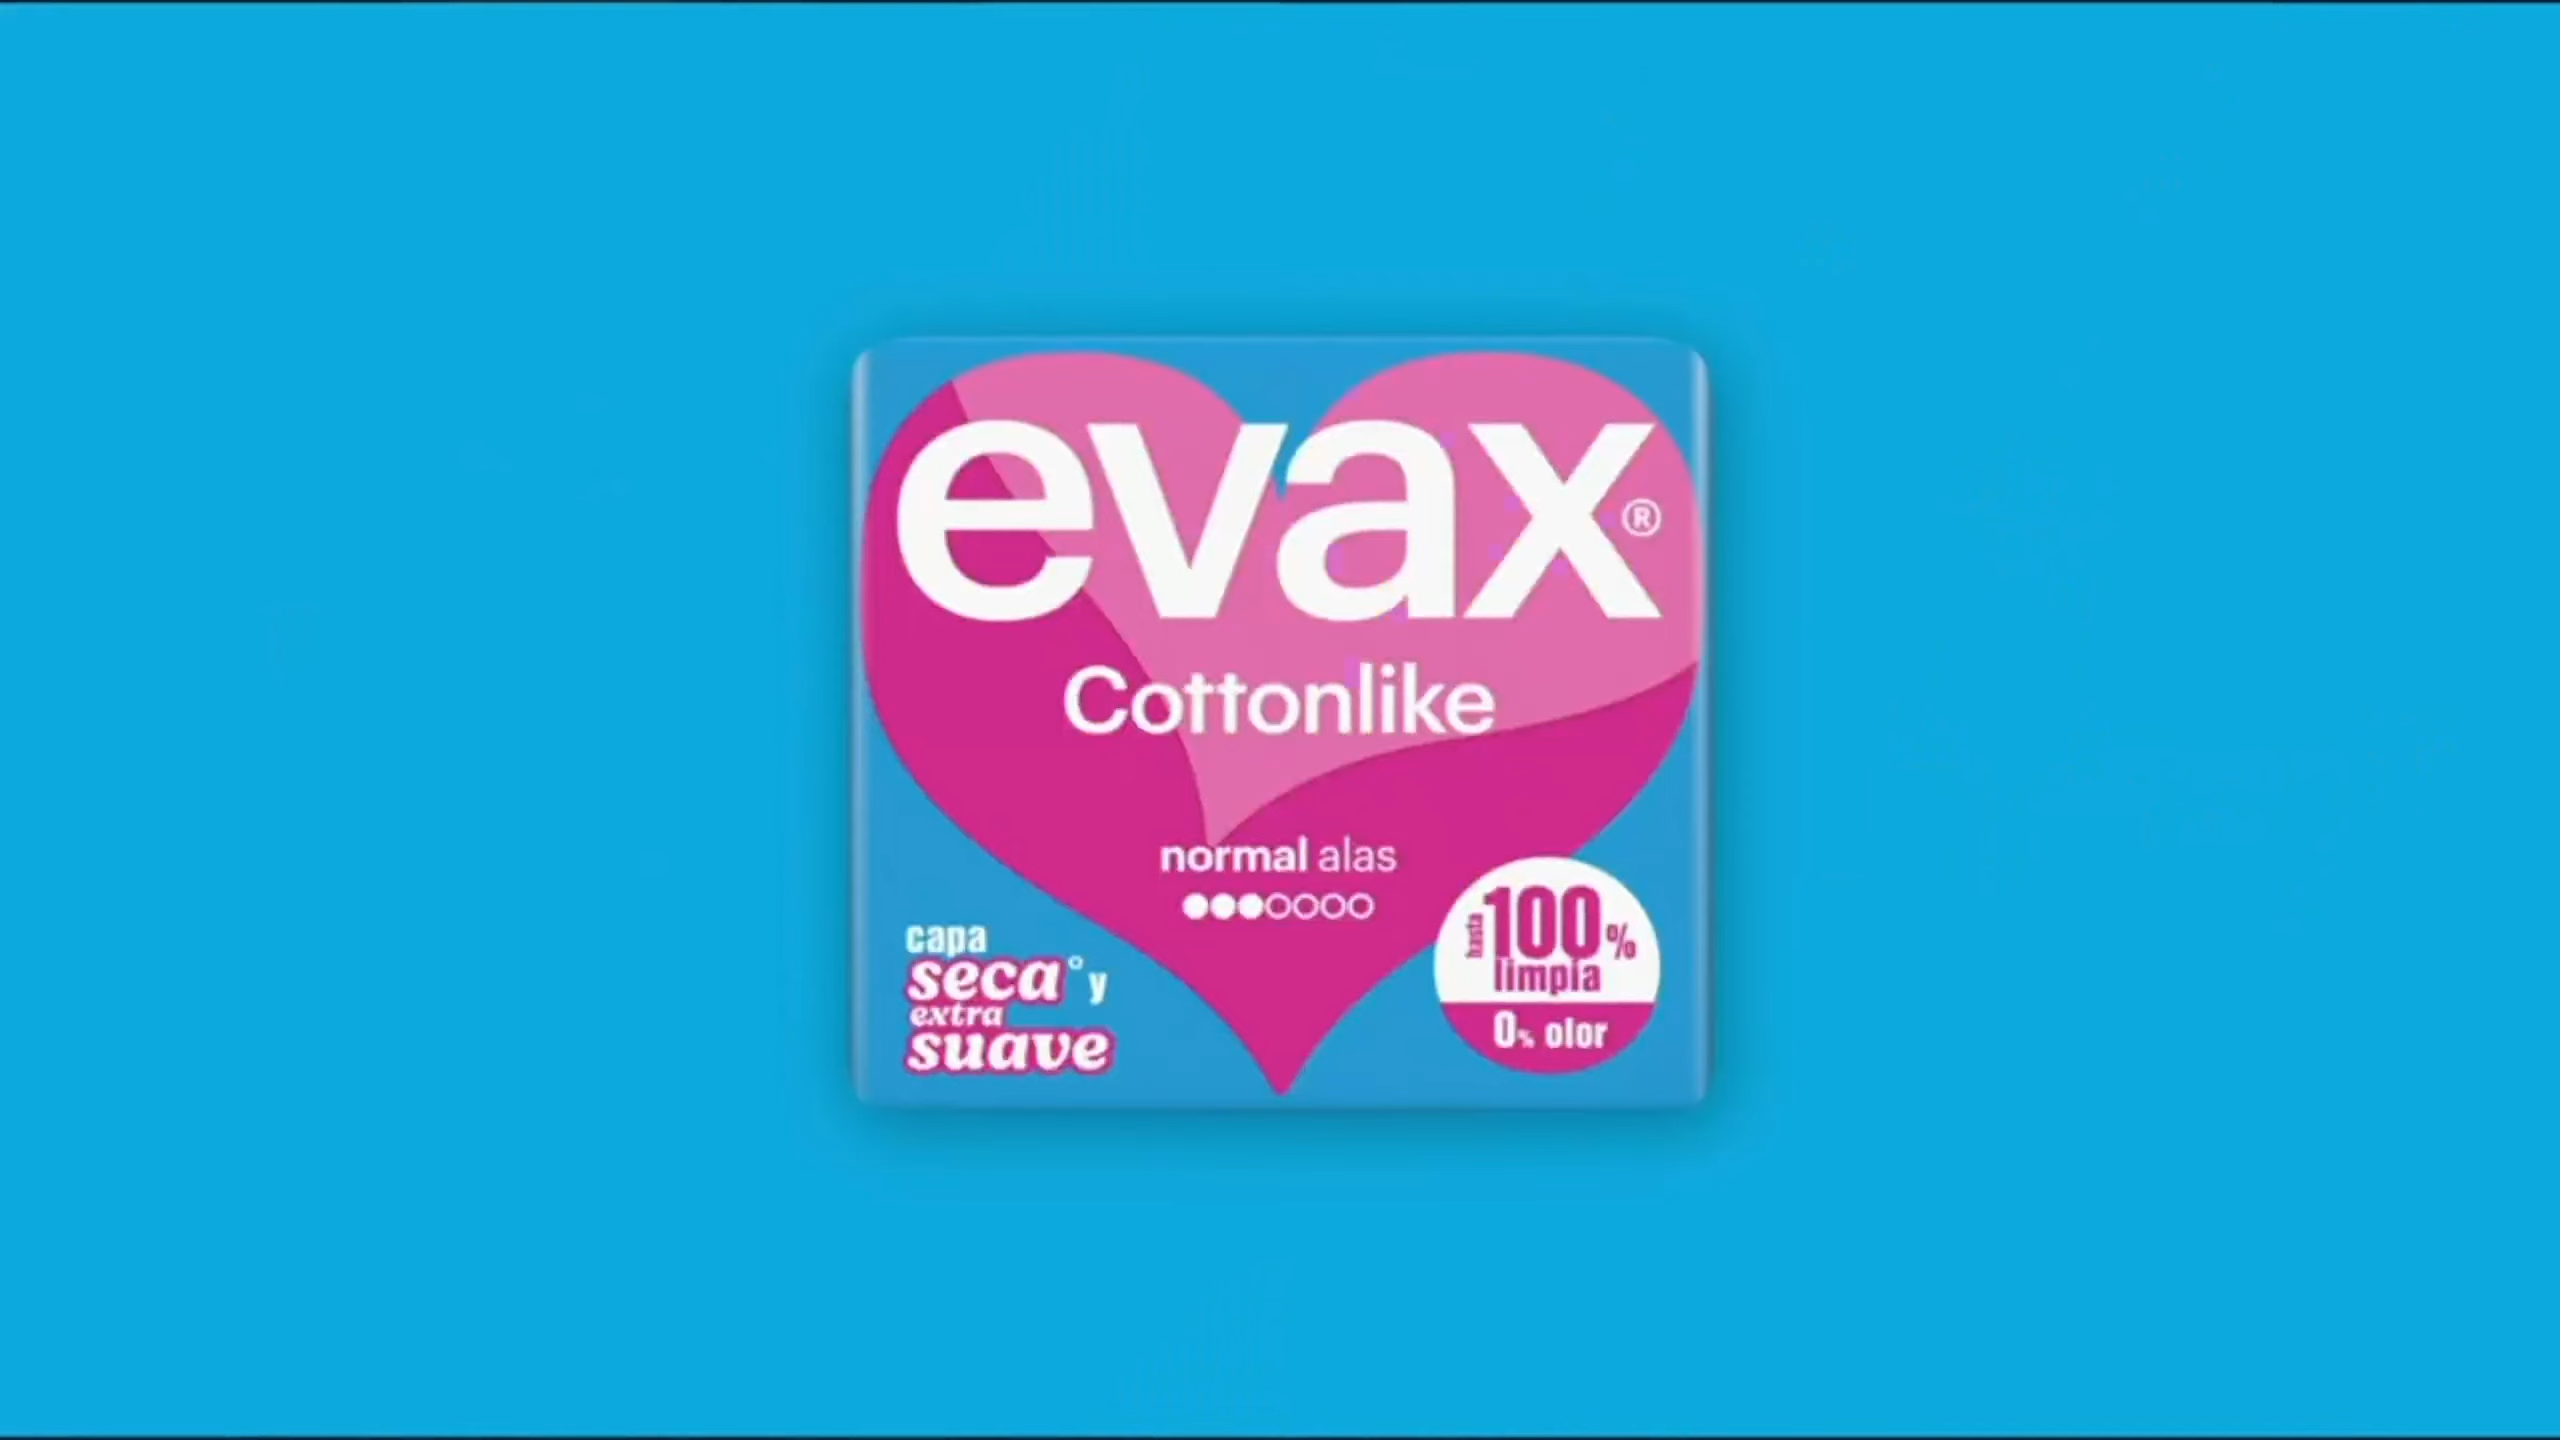 evax®
Cottonlike
normal alas
capa
seca° y
extra
suave
hasta 100%
limpia
0% olor